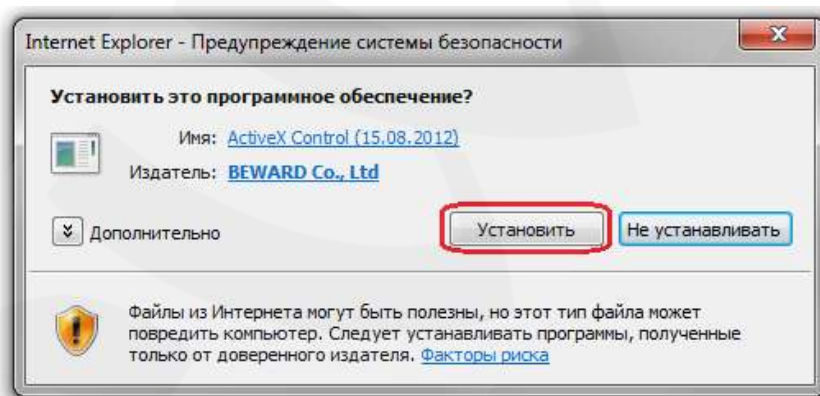 Internet Explorer - Предупреждение системы безопасности
Установить это программное обеспечение?
Имя: ActiveX Control (15.08.2012)
Издатель: BEWARD Co., Ltd
Дополнительно Установить Не устанавливать
Файлы из Интернета могут быть полезны, но этот тип файла может
повредить компьютер. Следует устанавливать программы, полученные
только от доверенного издателя. Факторы риска